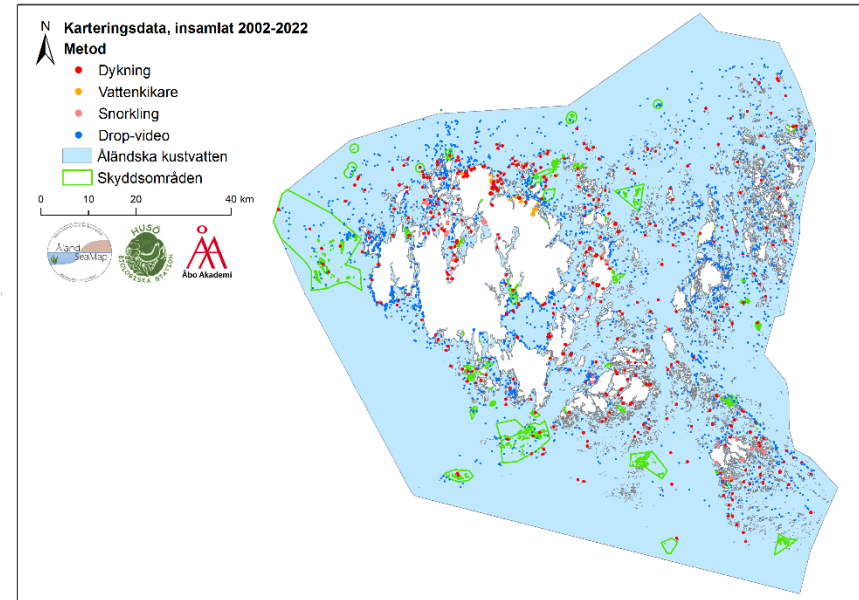 N
Karteringsdata, insamlat 2002-2022
Metod
Dykning
Vattenkikare
Snorkling
Drop-video
Åländska kustvatten
Skyddsområden
0 10 20 40 km
Åland
SeaMap
HUSÖ
BIOLOGISKA STATION
Åbo Akademi